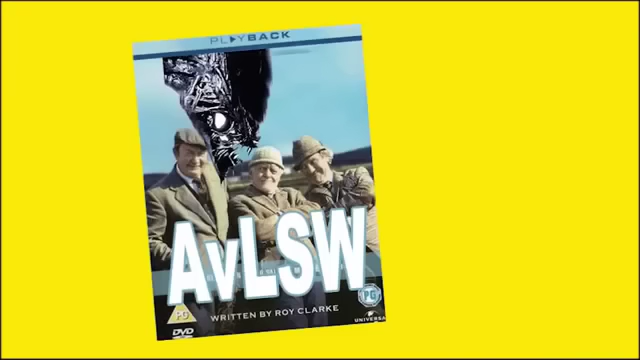 PLAYBACK
AvLSW
PG
PG
WRITTEN BY ROY CLARKE
DVD
UNIVERSAL